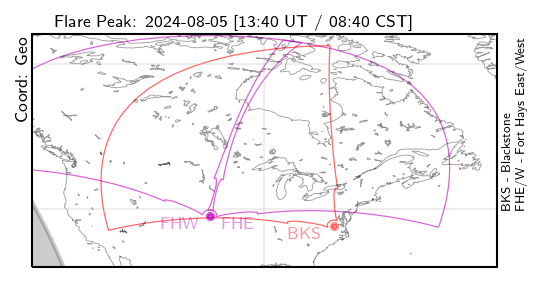 Flare Peak: 2024-08-05 [13:40 UT / 08:40 CST]
Coord: Geo
FHW
FHE
BKS
BKS - Blackstone
FHE/W - Fort Hays East/West